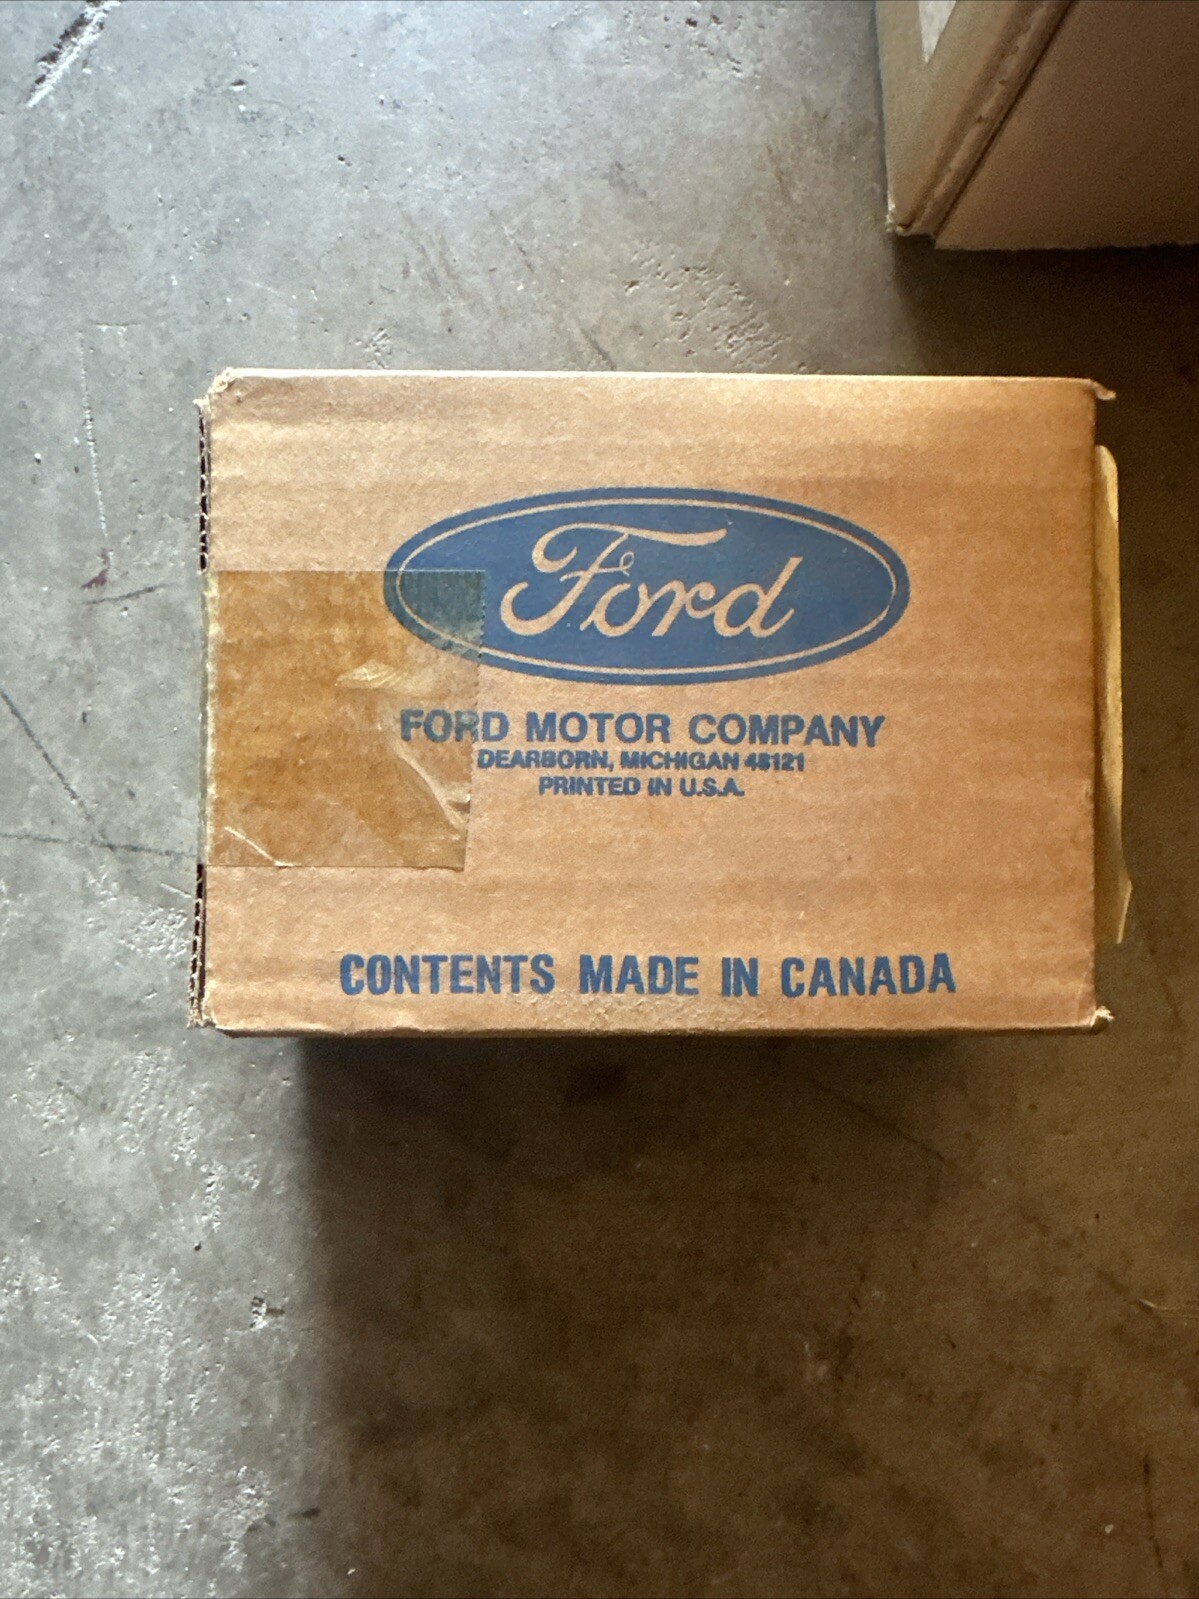 Ford
FORD MOTOR COMPANY
DEARBORN, MICHIGAN 48121
PRINTED IN U.S.A.
CONTENTS MADE IN CANADA